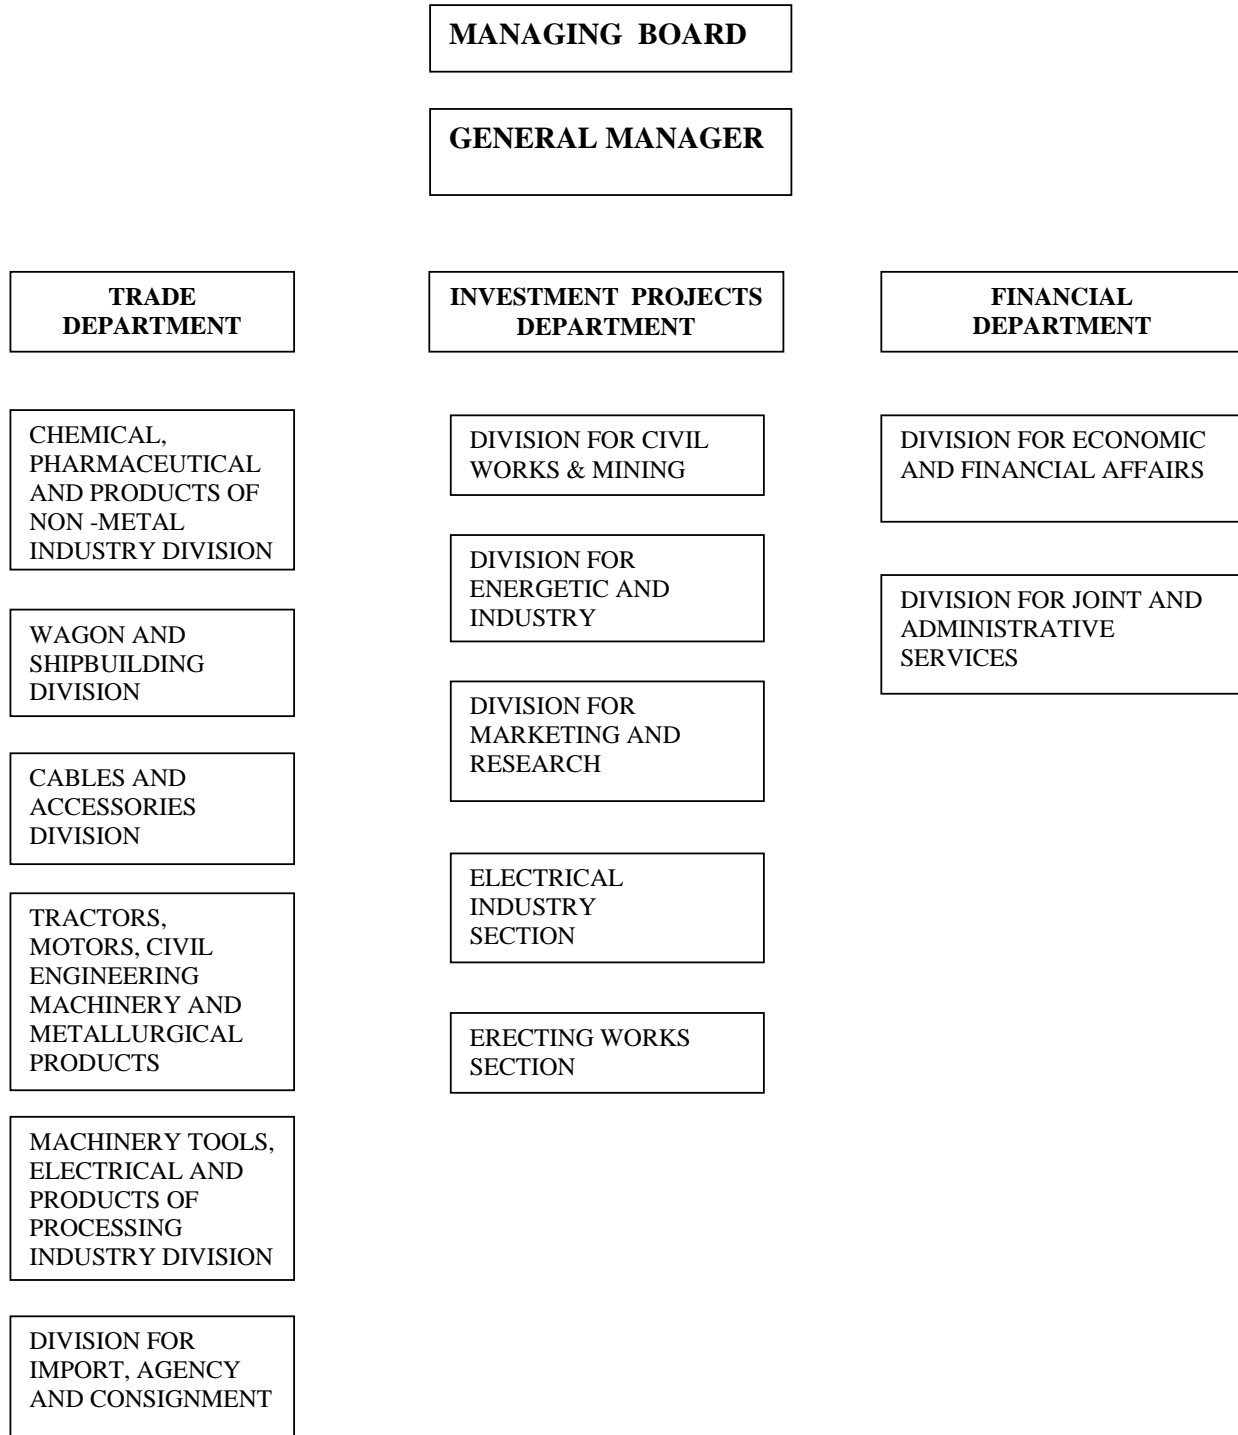 MANAGING BOARD
GENERAL MANAGER
TRADE
DEPARTMENT
INVESTMENT PROJECTS
DEPARTMENT
FINANCIAL
DEPARTMENT
CHEMICAL,
PHARMACEUTICAL
AND PRODUCTS OF
NON -METAL
INDUSTRY DIVISION
WAGON AND
SHIPBUILDING
DIVISION
CABLES AND
ACCESSORIES
DIVISION
TRACTORS,
MOTORS, CIVIL
ENGINEERING
MACHINERY AND
METALLURGICAL
PRODUCTS
MACHINERY TOOLS,
ELECTRICAL AND
PRODUCTS OF
PROCESSING
INDUSTRY DIVISION
DIVISION FOR
IMPORT, AGENCY
AND CONSIGNMENT
DIVISION FOR CIVIL
WORKS & MINING
DIVISION FOR
ENERGETIC AND
INDUSTRY
DIVISION FOR
MARKETING AND
RESEARCH
ELECTRICAL
INDUSTRY
SECTION
ERECTING WORKS
SECTION
DIVISION FOR ECONOMIC
AND FINANCIAL AFFAIRS
DIVISION FOR JOINT AND
ADMINISTRATIVE
SERVICES